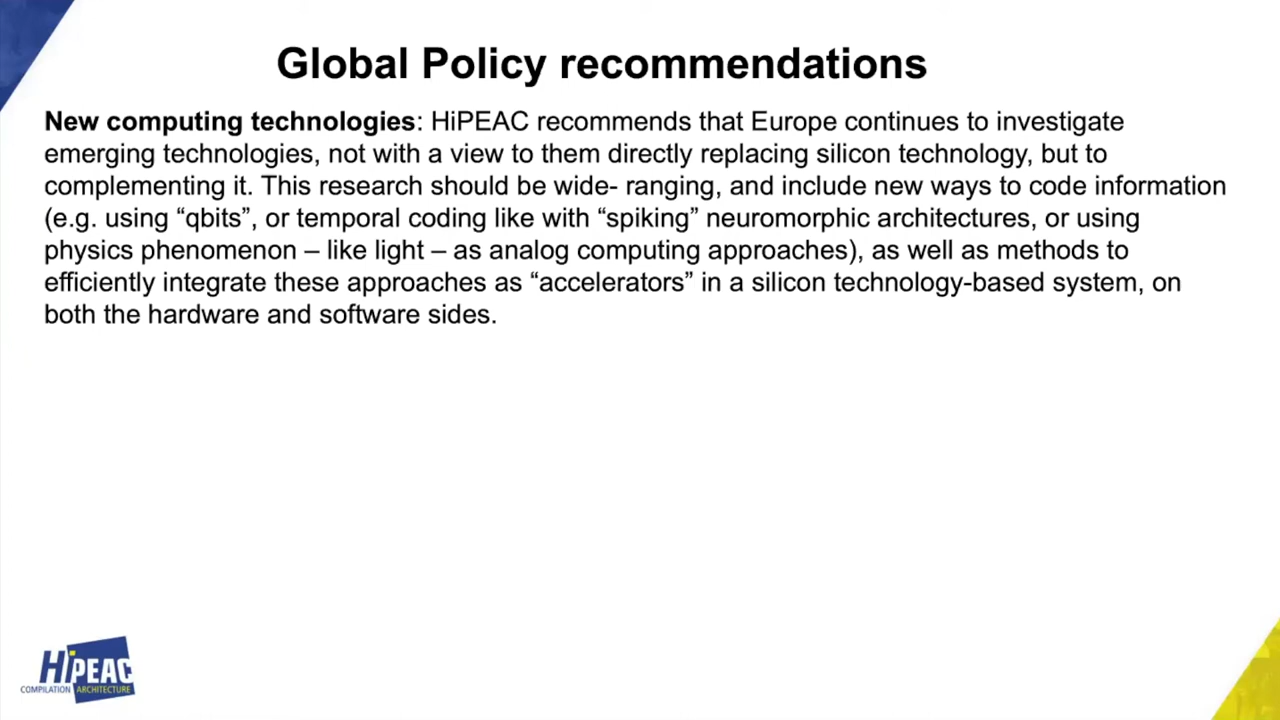 Global Policy recommendations
New computing technologies: HiPEAC recommends that Europe continues to investigate
emerging technologies, not with a view to them directly replacing silicon technology, but to
complementing it. This research should be wide- ranging, and include new ways to code information
(e.g. using “qbits”, or temporal coding like with “spiking” neuromorphic architectures, or using
physics phenomenon – like light – as analog computing approaches), as well as methods to
efficiently integrate these approaches as “accelerators” in a silicon technology-based system, on
both the hardware and software sides.
HiPEAC
COMPILATION ARCHITECTURE